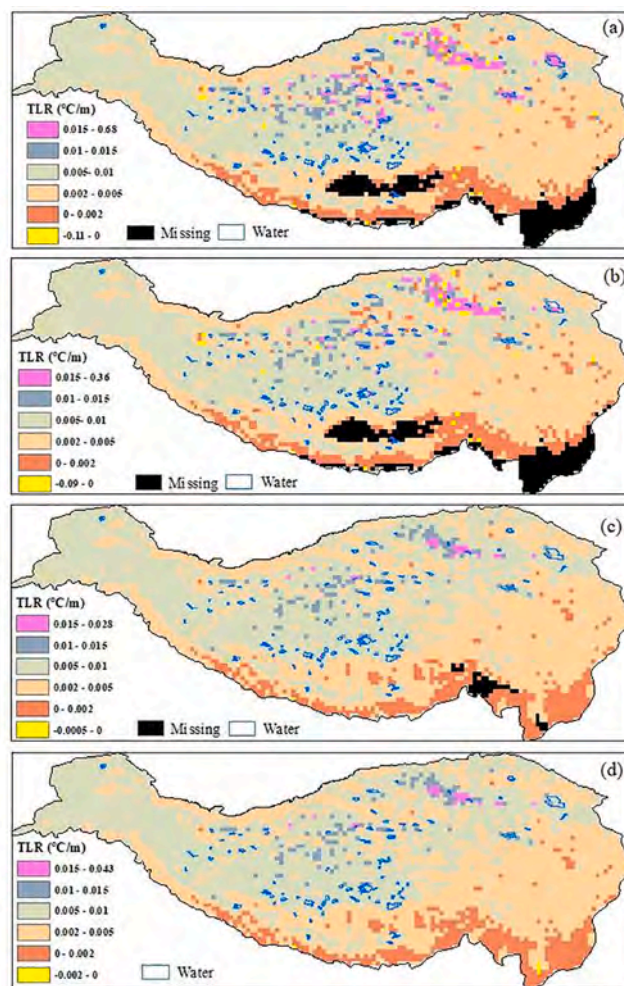 (a)
TLR (°C/m)
0.015 - 0.68
0.01 - 0.015
0.005 - 0.01
0.002 - 0.005
0 - 0.002
-0.11 - 0
Missing
Water
(b)
TLR (°C/m)
0.015 - 0.36
0.01 - 0.015
0.005 - 0.01
0.002 - 0.005
0 - 0.002
-0.09 - 0
Missing
Water
(c)
TLR (°C/m)
0.015 - 0.028
0.01 - 0.015
0.005 - 0.01
0.002 - 0.005
0 - 0.002
-0.0005 - 0
Missing
Water
(d)
TLR (°C/m)
0.015 - 0.043
0.01 - 0.015
0.005 - 0.01
0.002 - 0.005
0 - 0.002
-0.002 - 0
Water